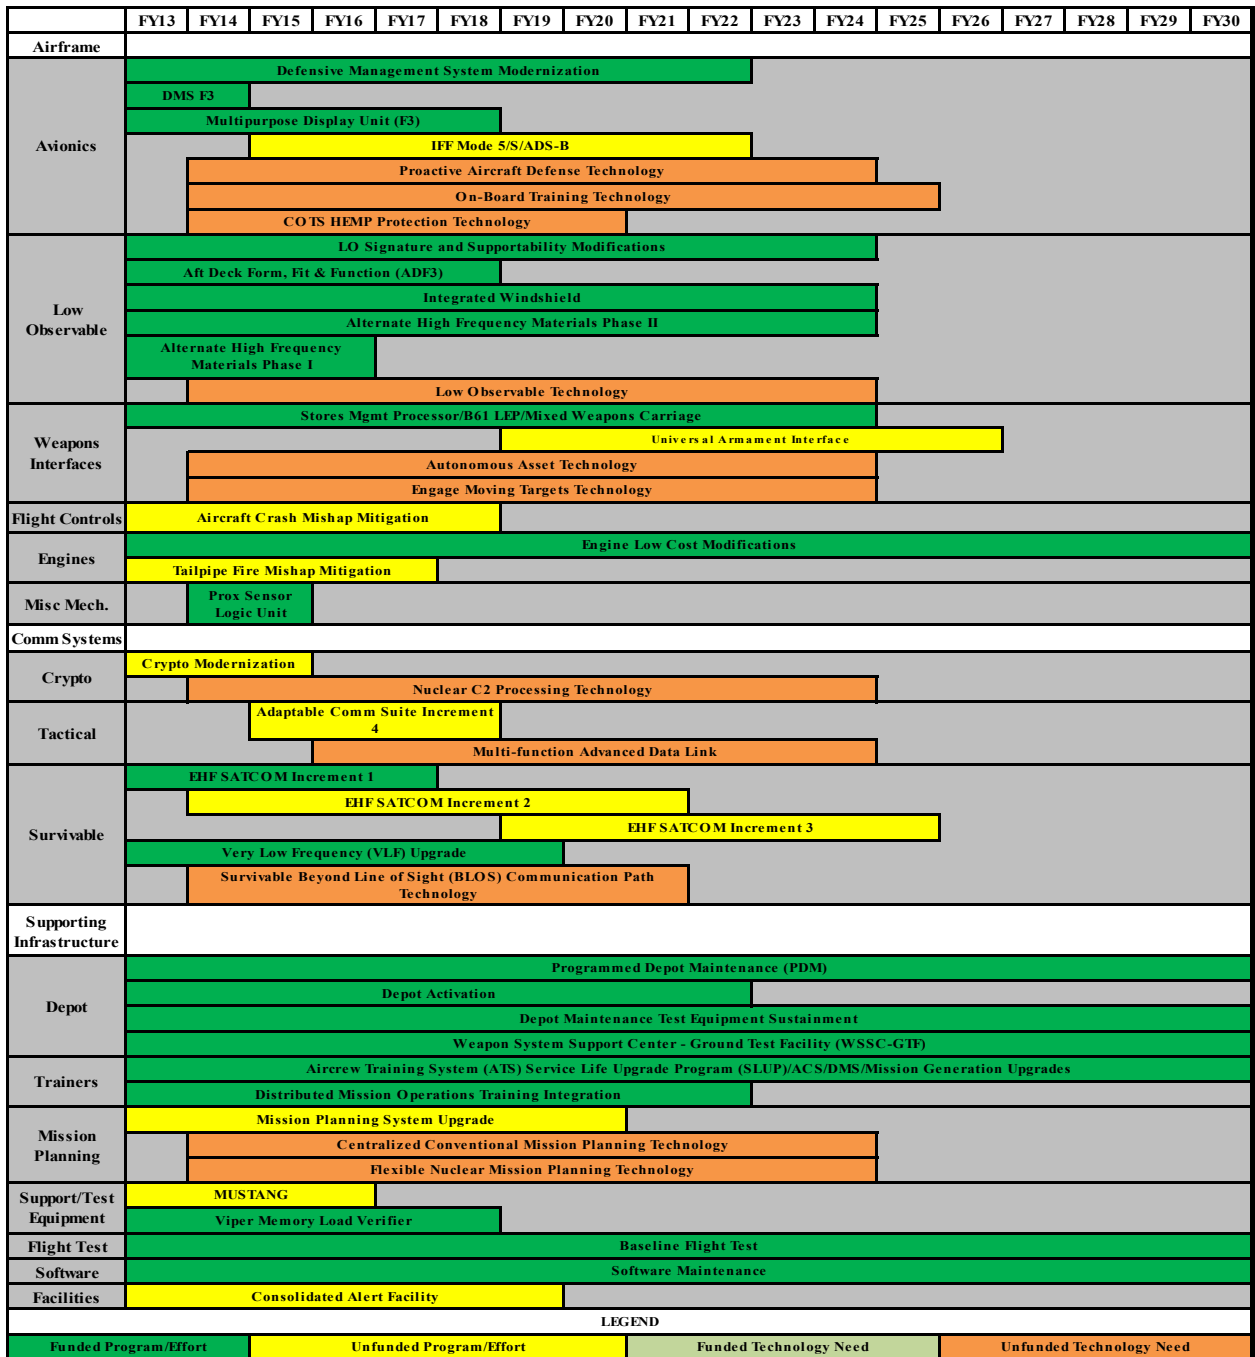 FY13 FY14 FY15 FY16 FY17 FY18 FY19 FY20 FY21 FY22 FY23 FY24 FY25 FY26 FY27 FY28 FY29 FY30
Airframe
Avionics
Defensive Management System Modernization
DMS F3
Multipurpose Display Unit (F3)
IFF Mode 5/S/ADS-B
Proactive Aircraft Defense Technology
On-Board Training Technology
COTS HEMP Protection Technology
Low
Observable
LO Signature and Supportability Modifications
Aft Deck Form, Fit & Function (ADF3)
Integrated Windshield
Alternate High Frequency Materials Phase II
Alternate High Frequency
Materials Phase I
Low Observable Technology
Weapons
Interfaces
Stores Mgmt Processor/B61 LEP/Mixed Weapons Carriage
Universal Armament Interface
Autonomous Asset Technology
Engage Moving Targets Technology
Flight Controls
Aircraft Crash Mishap Mitigation
Engines
Engine Low Cost Modifications
Tailpipe Fire Mishap Mitigation
Misc Mech.
Prox Sensor
Logic Unit
Comm Systems
Crypto
Crypto Modernization
Nuclear C2 Processing Technology
Tactical
Adaptable Comm Suite Increment
4
Multi-function Advanced Data Link
Survivable
EHF SATCOM Increment 1
EHF SATCOM Increment 2
EHF SATCOM Increment 3
Very Low Frequency (VLF) Upgrade
Survivable Beyond Line of Sight (BLOS) Communication Path
Technology
Supporting
Infrastructure
Depot
Programmed Depot Maintenance (PDM)
Depot Activation
Depot Maintenance Test Equipment Sustainment
Weapon System Support Center - Ground Test Facility (WSSC-GTF)
Trainers
Aircrew Training System (ATS) Service Life Upgrade Program (SLUP)/ACS/DMS/Mission Generation Upgrades
Distributed Mission Operations Training Integration
Mission
Planning
Mission Planning System Upgrade
Centralized Conventional Mission Planning Technology
Flexible Nuclear Mission Planning Technology
Support/Test
Equipment
MUSTANG
Viper Memory Load Verifier
Flight Test
Baseline Flight Test
Software
Software Maintenance
Facilities
Consolidated Alert Facility
LEGEND
Funded Program/Effort
Unfunded Program/Effort
Funded Technology Need
Unfunded Technology Need